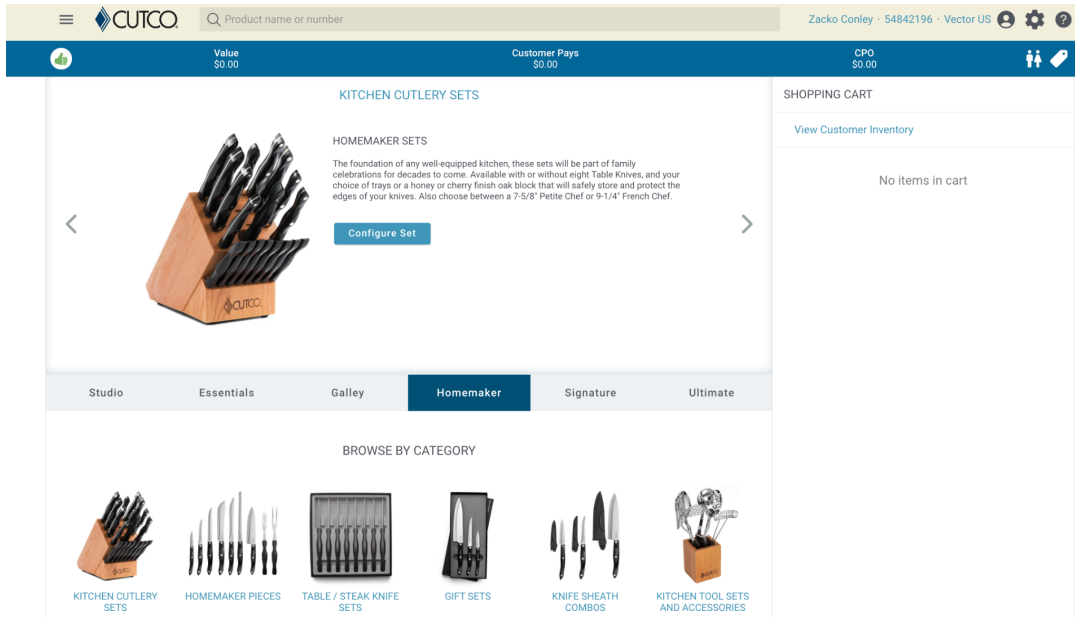 CUTCO
Product name or number
Zacko Conley · 54842196 · Vector US
Value
$0.00
Customer Pays
$0.00
CPO
$0.00
KITCHEN CUTLERY SETS
HOMEMAKER SETS
The foundation of any well-equipped kitchen, these sets will be part of family
celebrations for decades to come. Available with or without eight Table Knives, and your
choice of trays or a honey or cherry finish oak block that will safely store and protect the
edges of your knives. Also choose between a 7-5/8" Petite Chef or 9-1/4" French Chef.
Configure Set
CUTCO
SHOPPING CART
View Customer Inventory
No items in cart
Studio
Essentials
Galley
Homemaker
Signature
Ultimate
BROWSE BY CATEGORY
KITCHEN CUTLERY
SETS
HOMEMAKER PIECES
TABLE / STEAK KNIFE
SETS
GIFT SETS
KNIFE SHEATH
COMBOS
KITCHEN TOOL SETS
AND ACCESSORIES